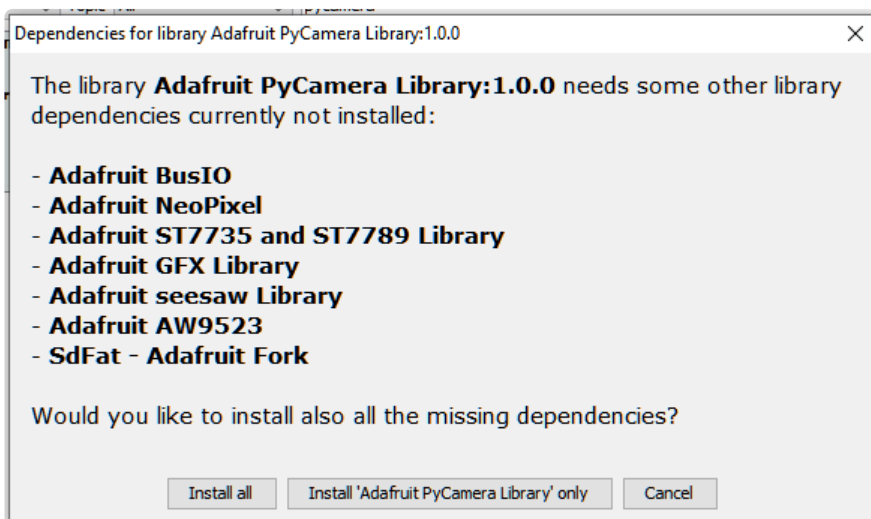 pycamera
Dependencies for library Adafruit PyCamera Library:1.0.0
The library Adafruit PyCamera Library:1.0.0 needs some other library
dependencies currently not installed:
- Adafruit BusIO
- Adafruit NeoPixel
- Adafruit ST7735 and ST7789 Library
- Adafruit GFX Library
- Adafruit seesaw Library
- Adafruit AW9523
- SdFat - Adafruit Fork
Would you like to install also all the missing dependencies?
Install all Install 'Adafruit PyCamera Library' only Cancel